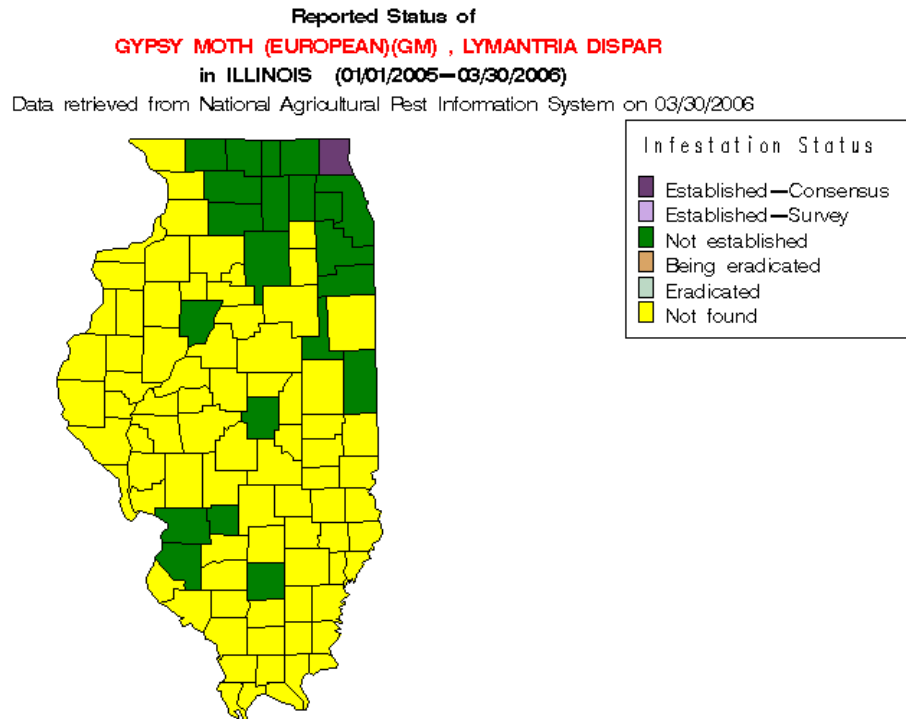 Reported Status of
GYPSY MOTH (EUROPEAN)(GM) , LYMANTRIA DISPAR
in ILLINOIS (01/01/2005—03/30/2006)
Data retrieved from National Agricultural Pest Information System on 03/30/2006
Infestation Status
Established—Consensus
Established—Survey
Not established
Being eradicated
Eradicated
Not found